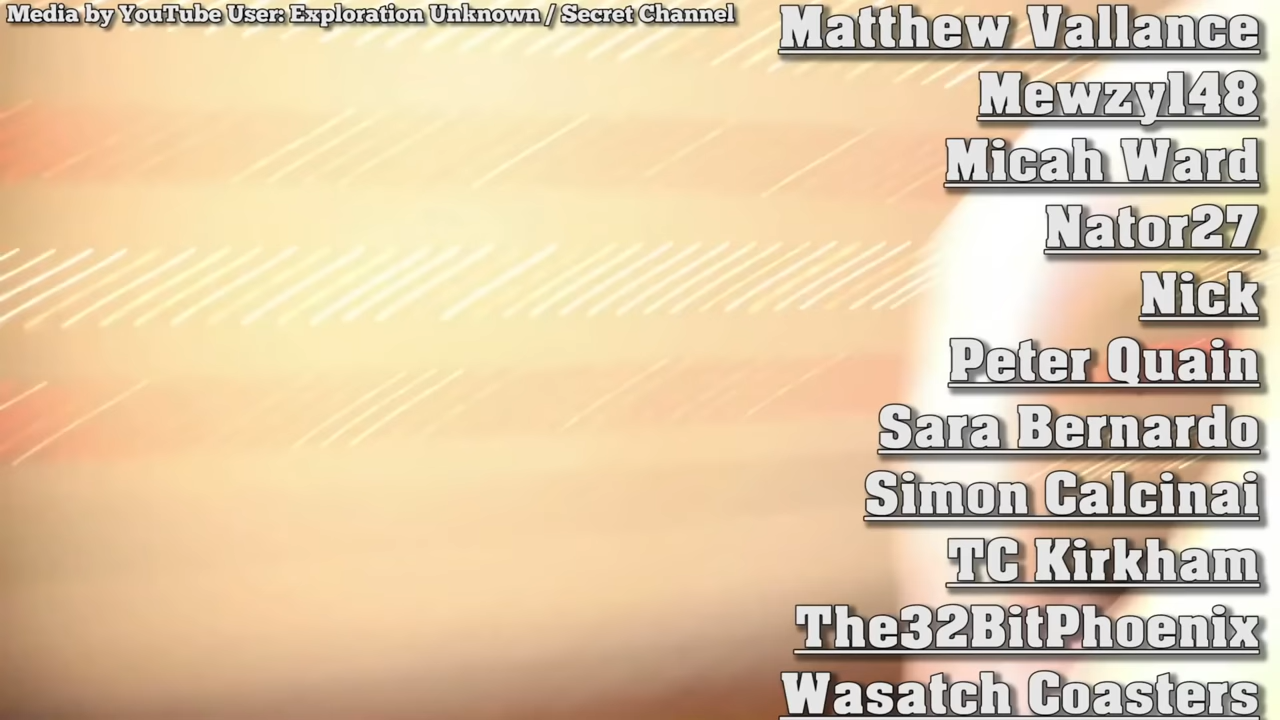 Media by YouTube User: Exploration Unknown / Secret Channel
Matthew Vallance
Mewzy148
Micah Ward
Nator27
Nick
Peter Quain
Sara Bernardo
Simon Calcinai
TC Kirkham
The32BitPhoenix
Wasatch Coasters